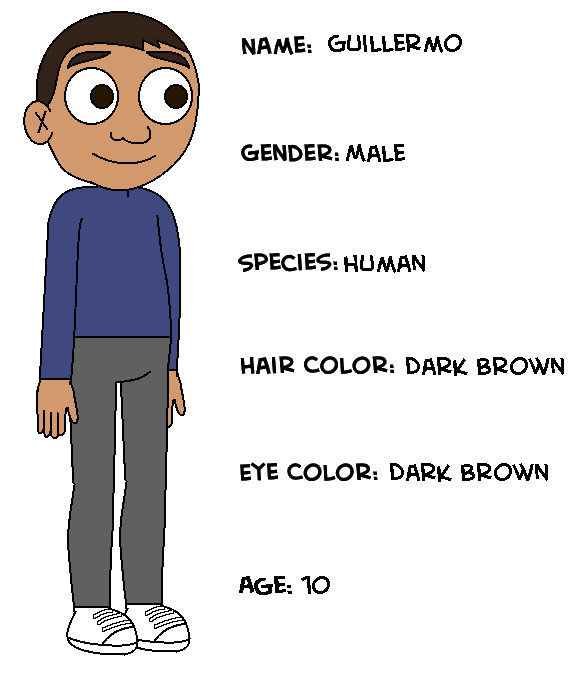 NAME: GUILLERMO
GENDER: MALE
SPECIES: HUMAN
HAIR COLOR: DARK BROWN
EYE COLOR: DARK BROWN
AGE: 10